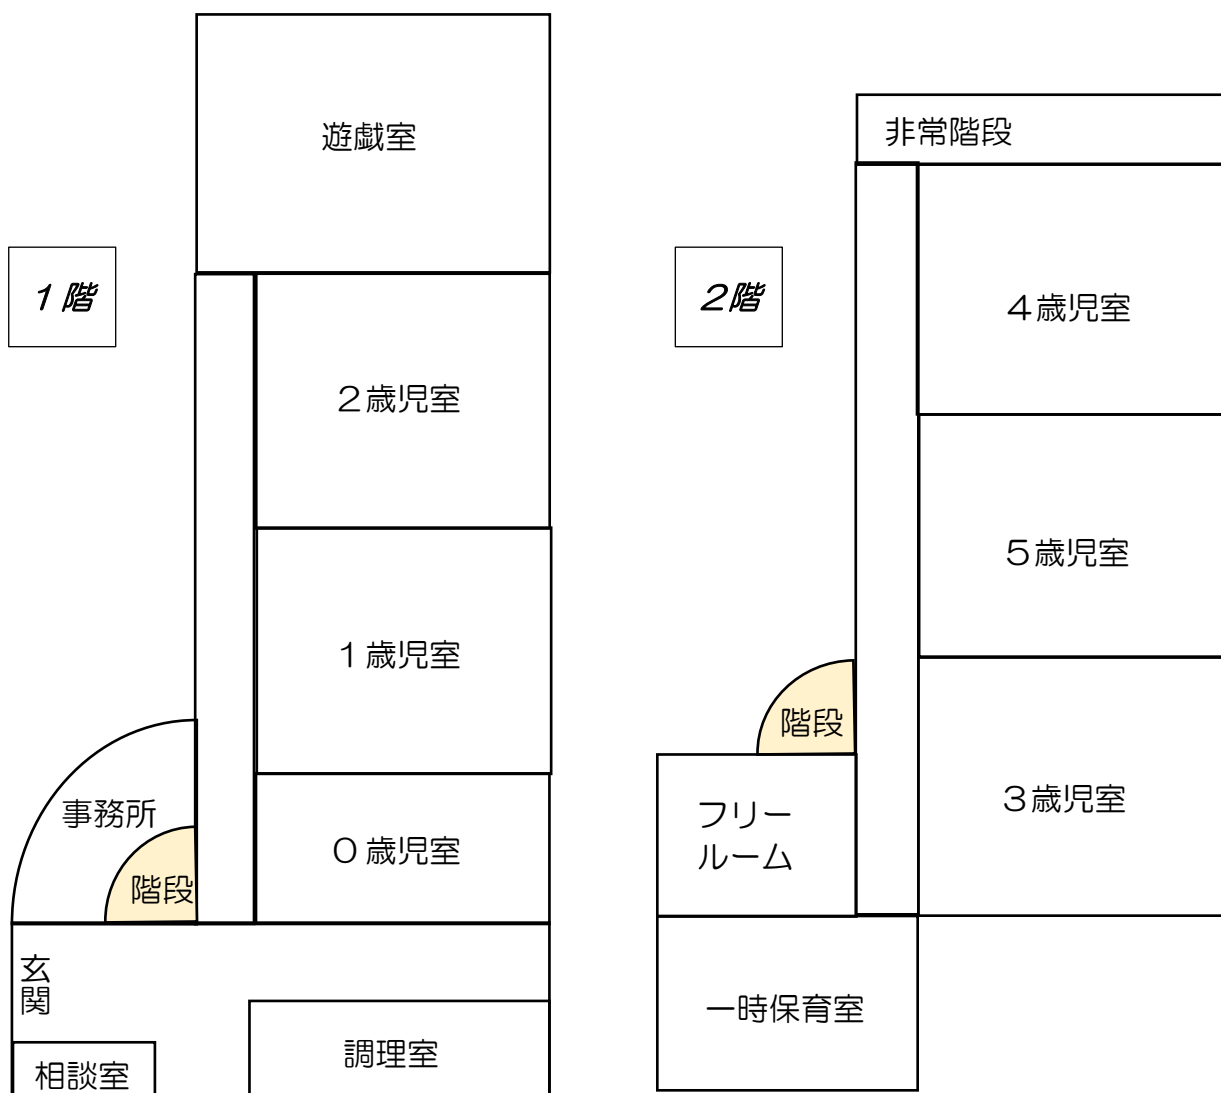 １階
遊戯室
２歳児室
１歳児室
０歳児室
事務所
階段
玄
関
相談室
調理室
２階
非常階段
４歳児室
５歳児室
３歳児室
階段
フリー
ルーム
一時保育室